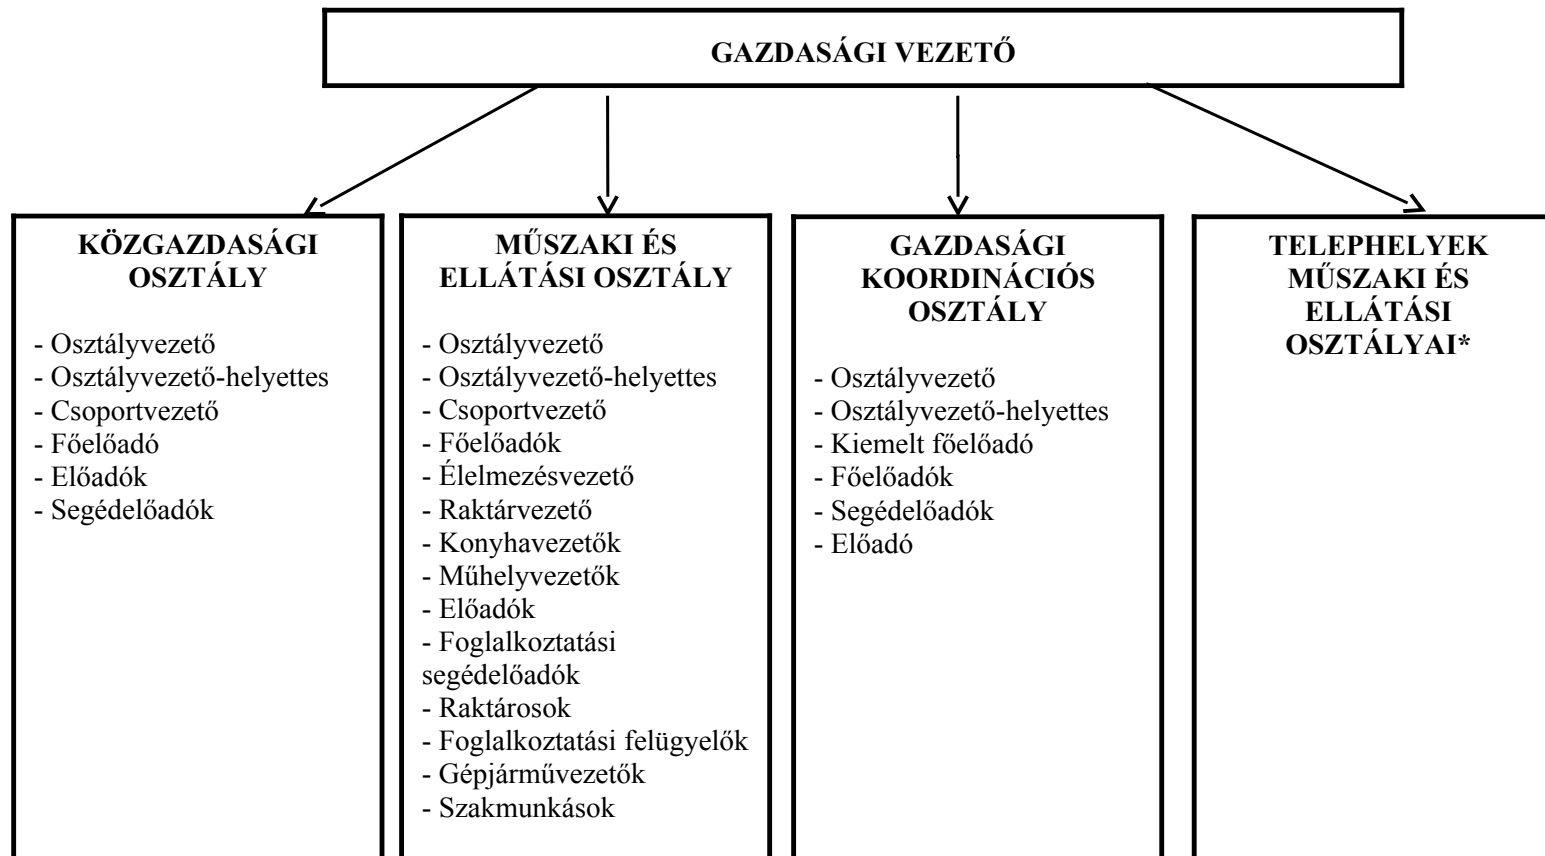 GAZDASÁGI VEZETŐ
KÖZGAZDASÁGI
OSZTÁLY
- Osztályvezető
- Osztályvezető-helyettes
- Csoportvezető
- Főelőadó
- Előadók
- Segédelőadók
MŰSZAKI ÉS
ELLÁTÁSI OSZTÁLY
- Osztályvezető
- Osztályvezető-helyettes
- Csoportvezető
- Főelőadók
- Élelmezésvezető
- Raktárvezető
- Konyhavezetők
- Műhelyvezetők
- Előadók
- Foglalkoztatási
segédelőadók
- Raktárosok
- Foglalkoztatási felügyelők
- Gépjárművezetők
- Szakmunkások
GAZDASÁGI
KOORDINÁCIÓS
OSZTÁLY
- Osztályvezető
- Osztályvezető-helyettes
- Kiemelt főelőadó
- Főelőadók
- Segédelőadók
- Előadó
TELEPHELYEK
MŰSZAKI ÉS
ELLÁTÁSI
OSZTÁLYAI*